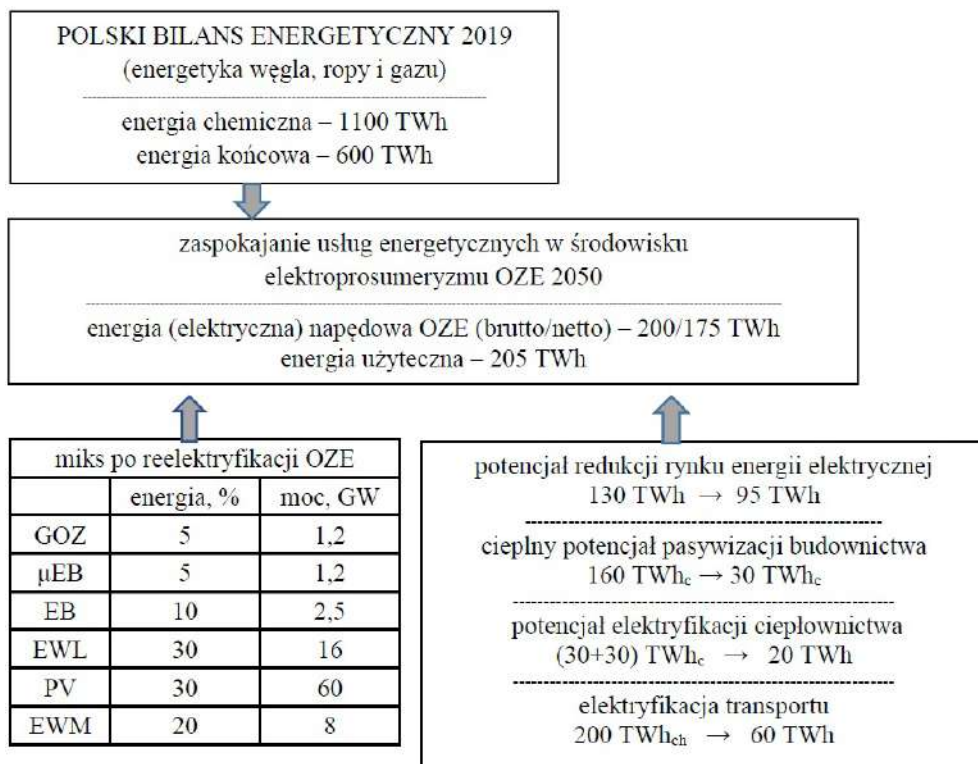 POLSKI BILANS ENERGETYCZNY 2019
(energetyka węgla, ropy i gazu)
energia chemiczna – 1100 TWh
energia końcowa – 600 TWh
zaspokajanie usług energetycznych w środowisku
elektroprosumeryzmu OZE 2050
energia (elektryczna) napędowa OZE (brutto/netto) – 200/175 TWh
energia użyteczna – 205 TWh
miks po reelektryfikacji OZE
energia, % moc, GW
GOZ 5 1,2
μEB 5 1,2
EB 10 2,5
EWL 30 16
PV 30 60
EWM 20 8
potencjał redukcji rynku energii elektrycznej
130 TWh → 95 TWh
cieplny potencjał pasywizacji budownictwa
160 TWhc → 30 TWhc
potencjał elektryfikacji ciepłownictwa
(30+30) TWhc → 20 TWh
elektryfikacja transportu
200 TWhch → 60 TWh